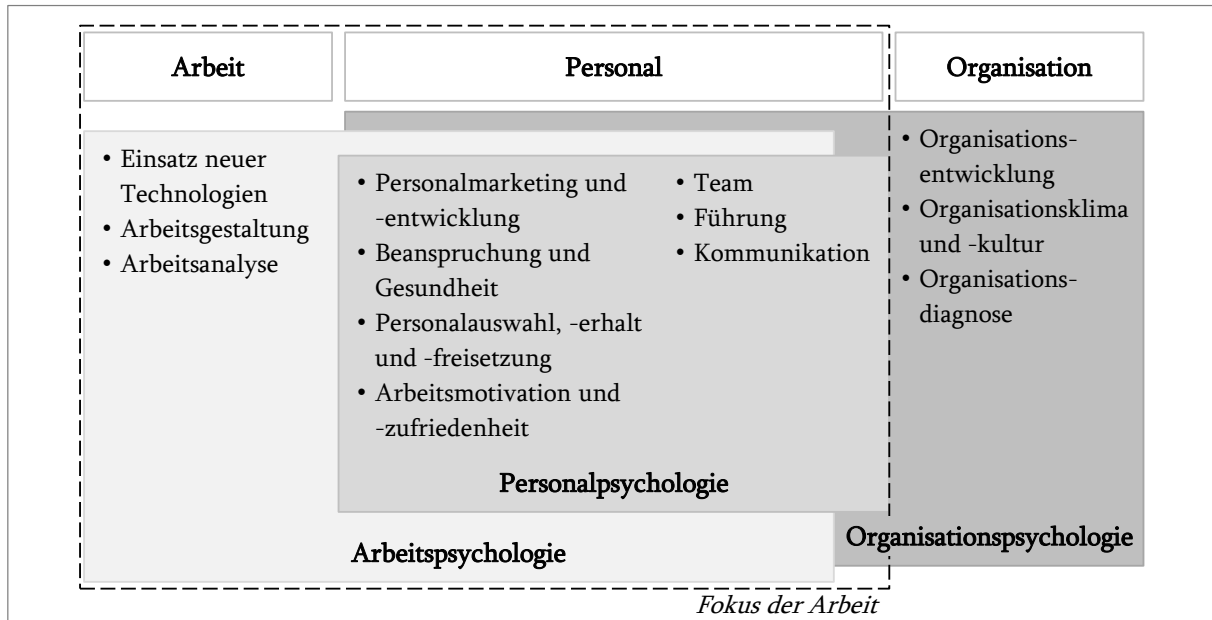 Arbeit
Personal
Organisation
• Einsatz neuer
Technologien
• Arbeitsgestaltung
• Arbeitsanalyse
• Personalmarketing und
-entwicklung
• Beanspruchung und
Gesundheit
• Personalauswahl, -erhalt
und -freisetzung
• Arbeitsmotivation und
-zufriedenheit
• Team
• Führung
• Kommunikation
• Organisations-
entwicklung
• Organisationsklima
und -kultur
• Organisations-
diagnose
Personalpsychologie
Arbeitspsychologie
Organisationspsychologie
Fokus der Arbeit